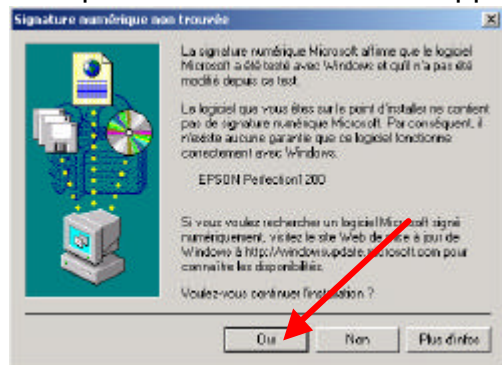 Signature numérique non trouvée
La signature numérique Microsoft affirme que le logiciel
Microsoft a été testé avec Windows et qu'il n'a pas été
modifié depuis ce test.
Le logiciel que vous êtes sur le point d'installer ne contient
pas de signature numérique Microsoft. Par conséquent, il
n'existe aucune garantie que ce logiciel fonctionne
correctement avec Windows.
EPSON Perfection1200
Si vous voulez rechercher un logiciel Microsoft signé
numériquement, visitez le site Web de mise à jour de
Windows à http://windowsupdate.microsoft.com pour
connaître les disponibilités.
Voulez-vous continuer l'installation ?
Oui
Non
Plus d'infos